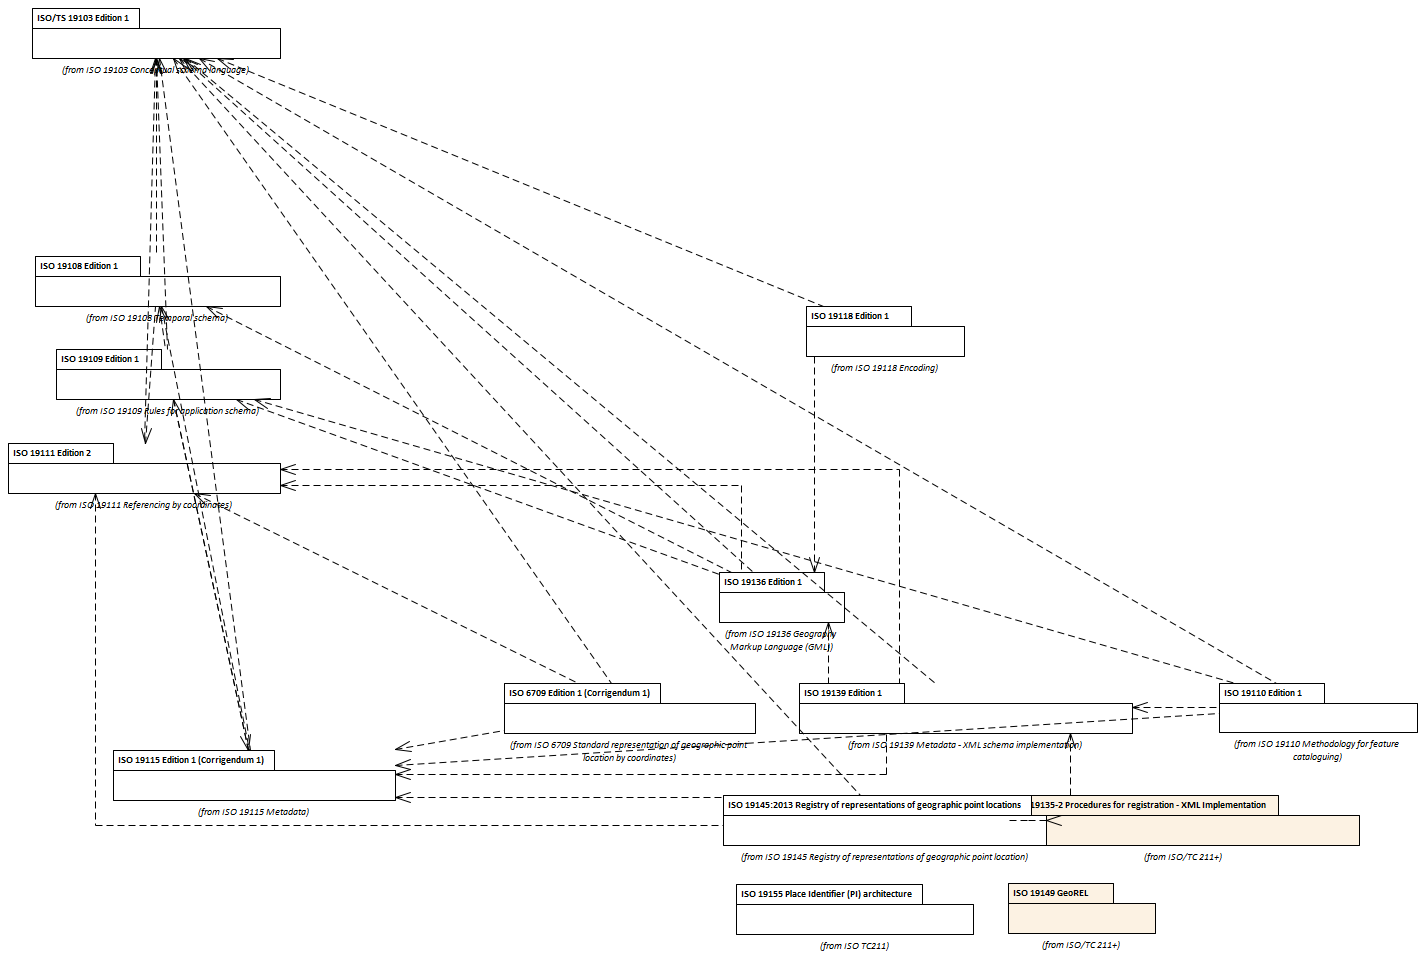 ISO/TS 19103 Edition 1
(from ISO 19103 Conceptual schema language)
ISO 19108 Edition 1
(from ISO 19108 Temporal schema)
ISO 19118 Edition 1
(from ISO 19118 Encoding)
ISO 19109 Edition 1
(from ISO 19109 Rules for application schema)
ISO 19111 Edition 2
(from ISO 19111 Referencing by coordinates)
ISO 19136 Edition 1
(from ISO 19136 Geography
Markup Language (GML))
ISO 6709 Edition 1 (Corrigendum 1)
(from ISO 6709 Standard representation of geographic point
location by coordinates)
ISO 19139 Edition 1
(from ISO 19139 Metadata - XML schema implementation)
ISO 19110 Edition 1
(from ISO 19110 Methodology for feature
cataloguing)
ISO 19115 Edition 1 (Corrigendum 1)
(from ISO 19115 Metadata)
ISO 19145:2013 Registry of representations of geographic point locations
(from ISO 19145 Registry of representations of geographic point location)
19135-2 Procedures for registration - XML Implementation
(from ISO/TC 211+)
ISO 19155 Place Identifier (PI) architecture
(from ISO TC211)
ISO 19149 GeoREL
(from ISO/TC 211+)